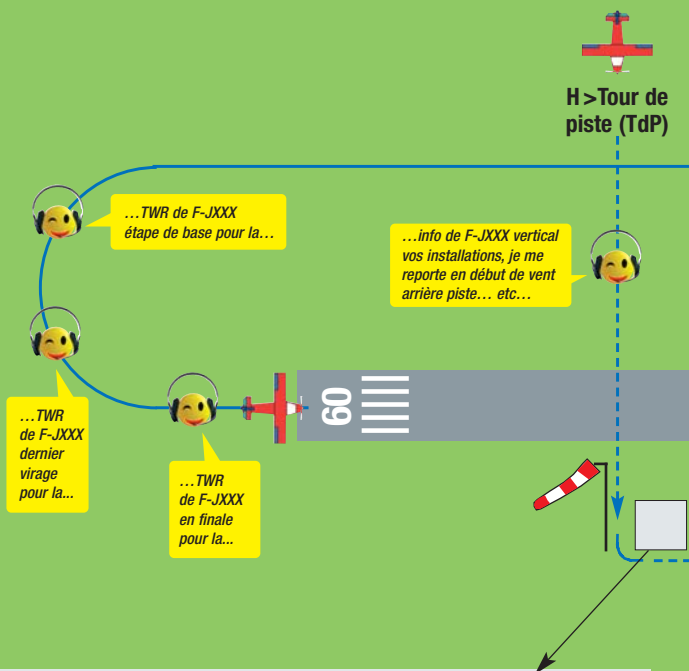 H >Tour de
piste (TdP)
…TWR de F-JXXX
étape de base pour la…
…info de F-JXXX vertical
vos installations, je me
reporte en début de vent
arrière piste… etc…
09
…TWR
de F-JXXX
dernier
virage
pour la...
…TWR
de F-JXXX
en finale
pour la...